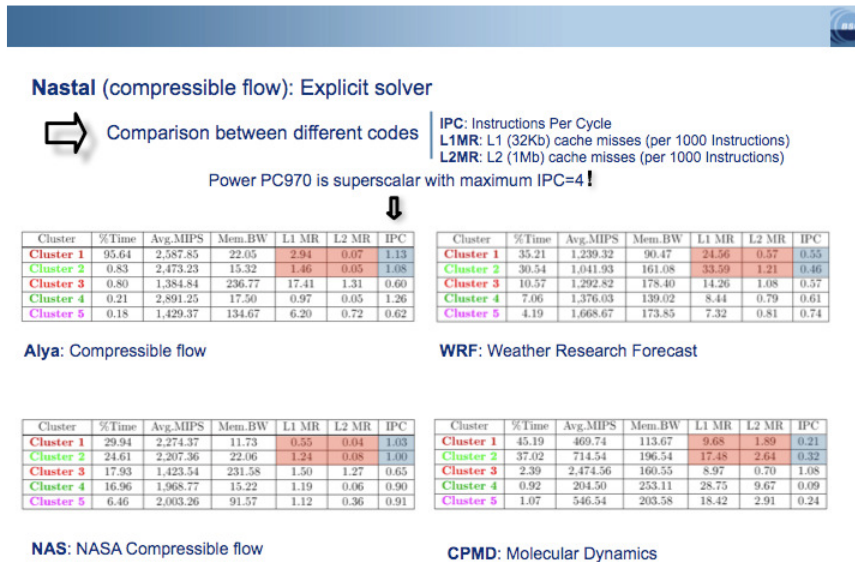 Nastal (compressible flow): Explicit solver
Comparison between different codes
IPC: Instructions Per Cycle
L1MR: L1 (32Kb) cache misses (per 1000 Instructions)
L2MR: L2 (1Mb) cache misses (per 1000 Instructions)
Power PC970 is superscalar with maximum IPC=4!
Cluster %Time Avg.MIPS Mem.BW L1 MR L2 MR IPC
Cluster 1 95.64 2,587.85 22.05 2.94 0.07 1.13
Cluster 2 0.83 2,473.23 15.32 1.46 0.05 1.08
Cluster 3 0.80 1,384.84 236.77 17.41 1.31 0.60
Cluster 4 0.21 2,891.25 17.50 0.97 0.05 1.26
Cluster 5 0.18 1,429.37 134.67 6.20 0.72 0.62
Alya: Compressible flow
Cluster %Time Avg.MIPS Mem.BW L1 MR L2 MR IPC
Cluster 1 35.21 1,239.32 90.47 24.56 0.57 0.55
Cluster 2 30.54 1,041.93 161.08 33.59 1.21 0.46
Cluster 3 10.57 1,292.82 178.40 14.26 1.08 0.57
Cluster 4 7.06 1,376.03 139.02 8.44 0.79 0.61
Cluster 5 4.19 1,668.67 173.85 7.32 0.81 0.74
WRF: Weather Research Forecast
Cluster %Time Avg.MIPS Mem.BW L1 MR L2 MR IPC
Cluster 1 29.94 2,274.37 11.73 0.55 0.04 1.03
Cluster 2 24.61 2,207.36 22.06 1.24 0.08 1.00
Cluster 3 17.93 1,423.54 231.58 1.50 1.27 0.65
Cluster 4 16.96 1,968.77 15.22 1.19 0.06 0.90
Cluster 5 6.46 2,003.26 91.57 1.12 0.36 0.91
NAS: NASA Compressible flow
Cluster %Time Avg.MIPS Mem.BW L1 MR L2 MR IPC
Cluster 1 45.19 469.74 113.67 9.68 1.89 0.21
Cluster 2 37.02 714.54 196.54 17.48 2.64 0.32
Cluster 3 2.39 2,474.56 160.55 8.97 0.70 1.08
Cluster 4 0.92 204.50 253.11 28.75 9.67 0.09
Cluster 5 1.07 546.54 203.58 18.42 2.91 0.24
CPMD: Molecular Dynamics